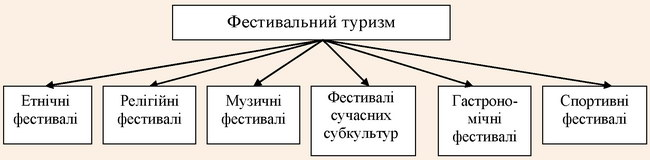 Фестивальний туризм
Етнічні
фестивалі
Релігійні
фестивалі
Музичні
фестивалі
Фестивалі
сучасних
субкультур
Гастроно-
мічні
фестивалі
Спортивні
фестивалі